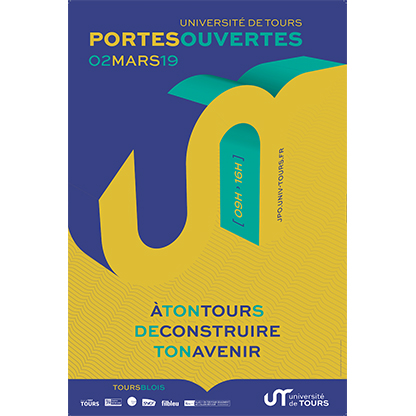 UNIVERSITÉ DE TOURS
PORTESOUVERTES
02MARS19
[ 09H · 16H ]
JPO.UNIV-TOURS.FR
ÀTONTOURS
DECONSTRUIRE
TONAVENIR
TOURSBLOIS
TOURS
filbleu
université
de TOURS